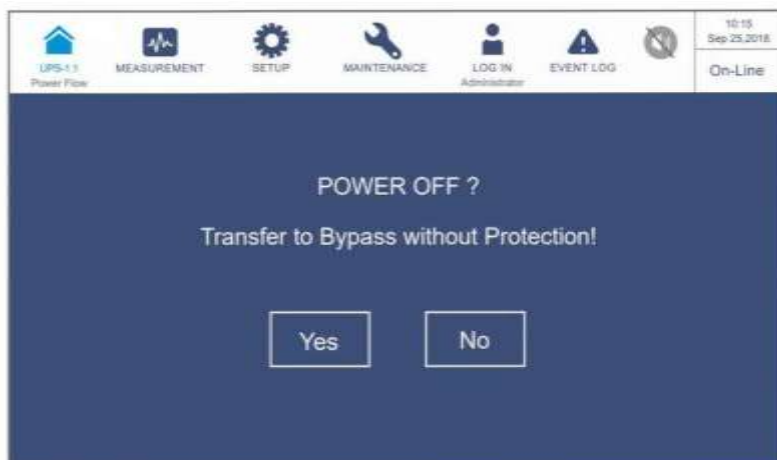 UPS-1.1
Power Flow
MEASUREMENT
SETUP
MAINTENANCE
LOG IN
Administrator
EVENT LOG
10:15
Sep 25,2018
On-Line
POWER OFF ?
Transfer to Bypass without Protection!
Yes
No